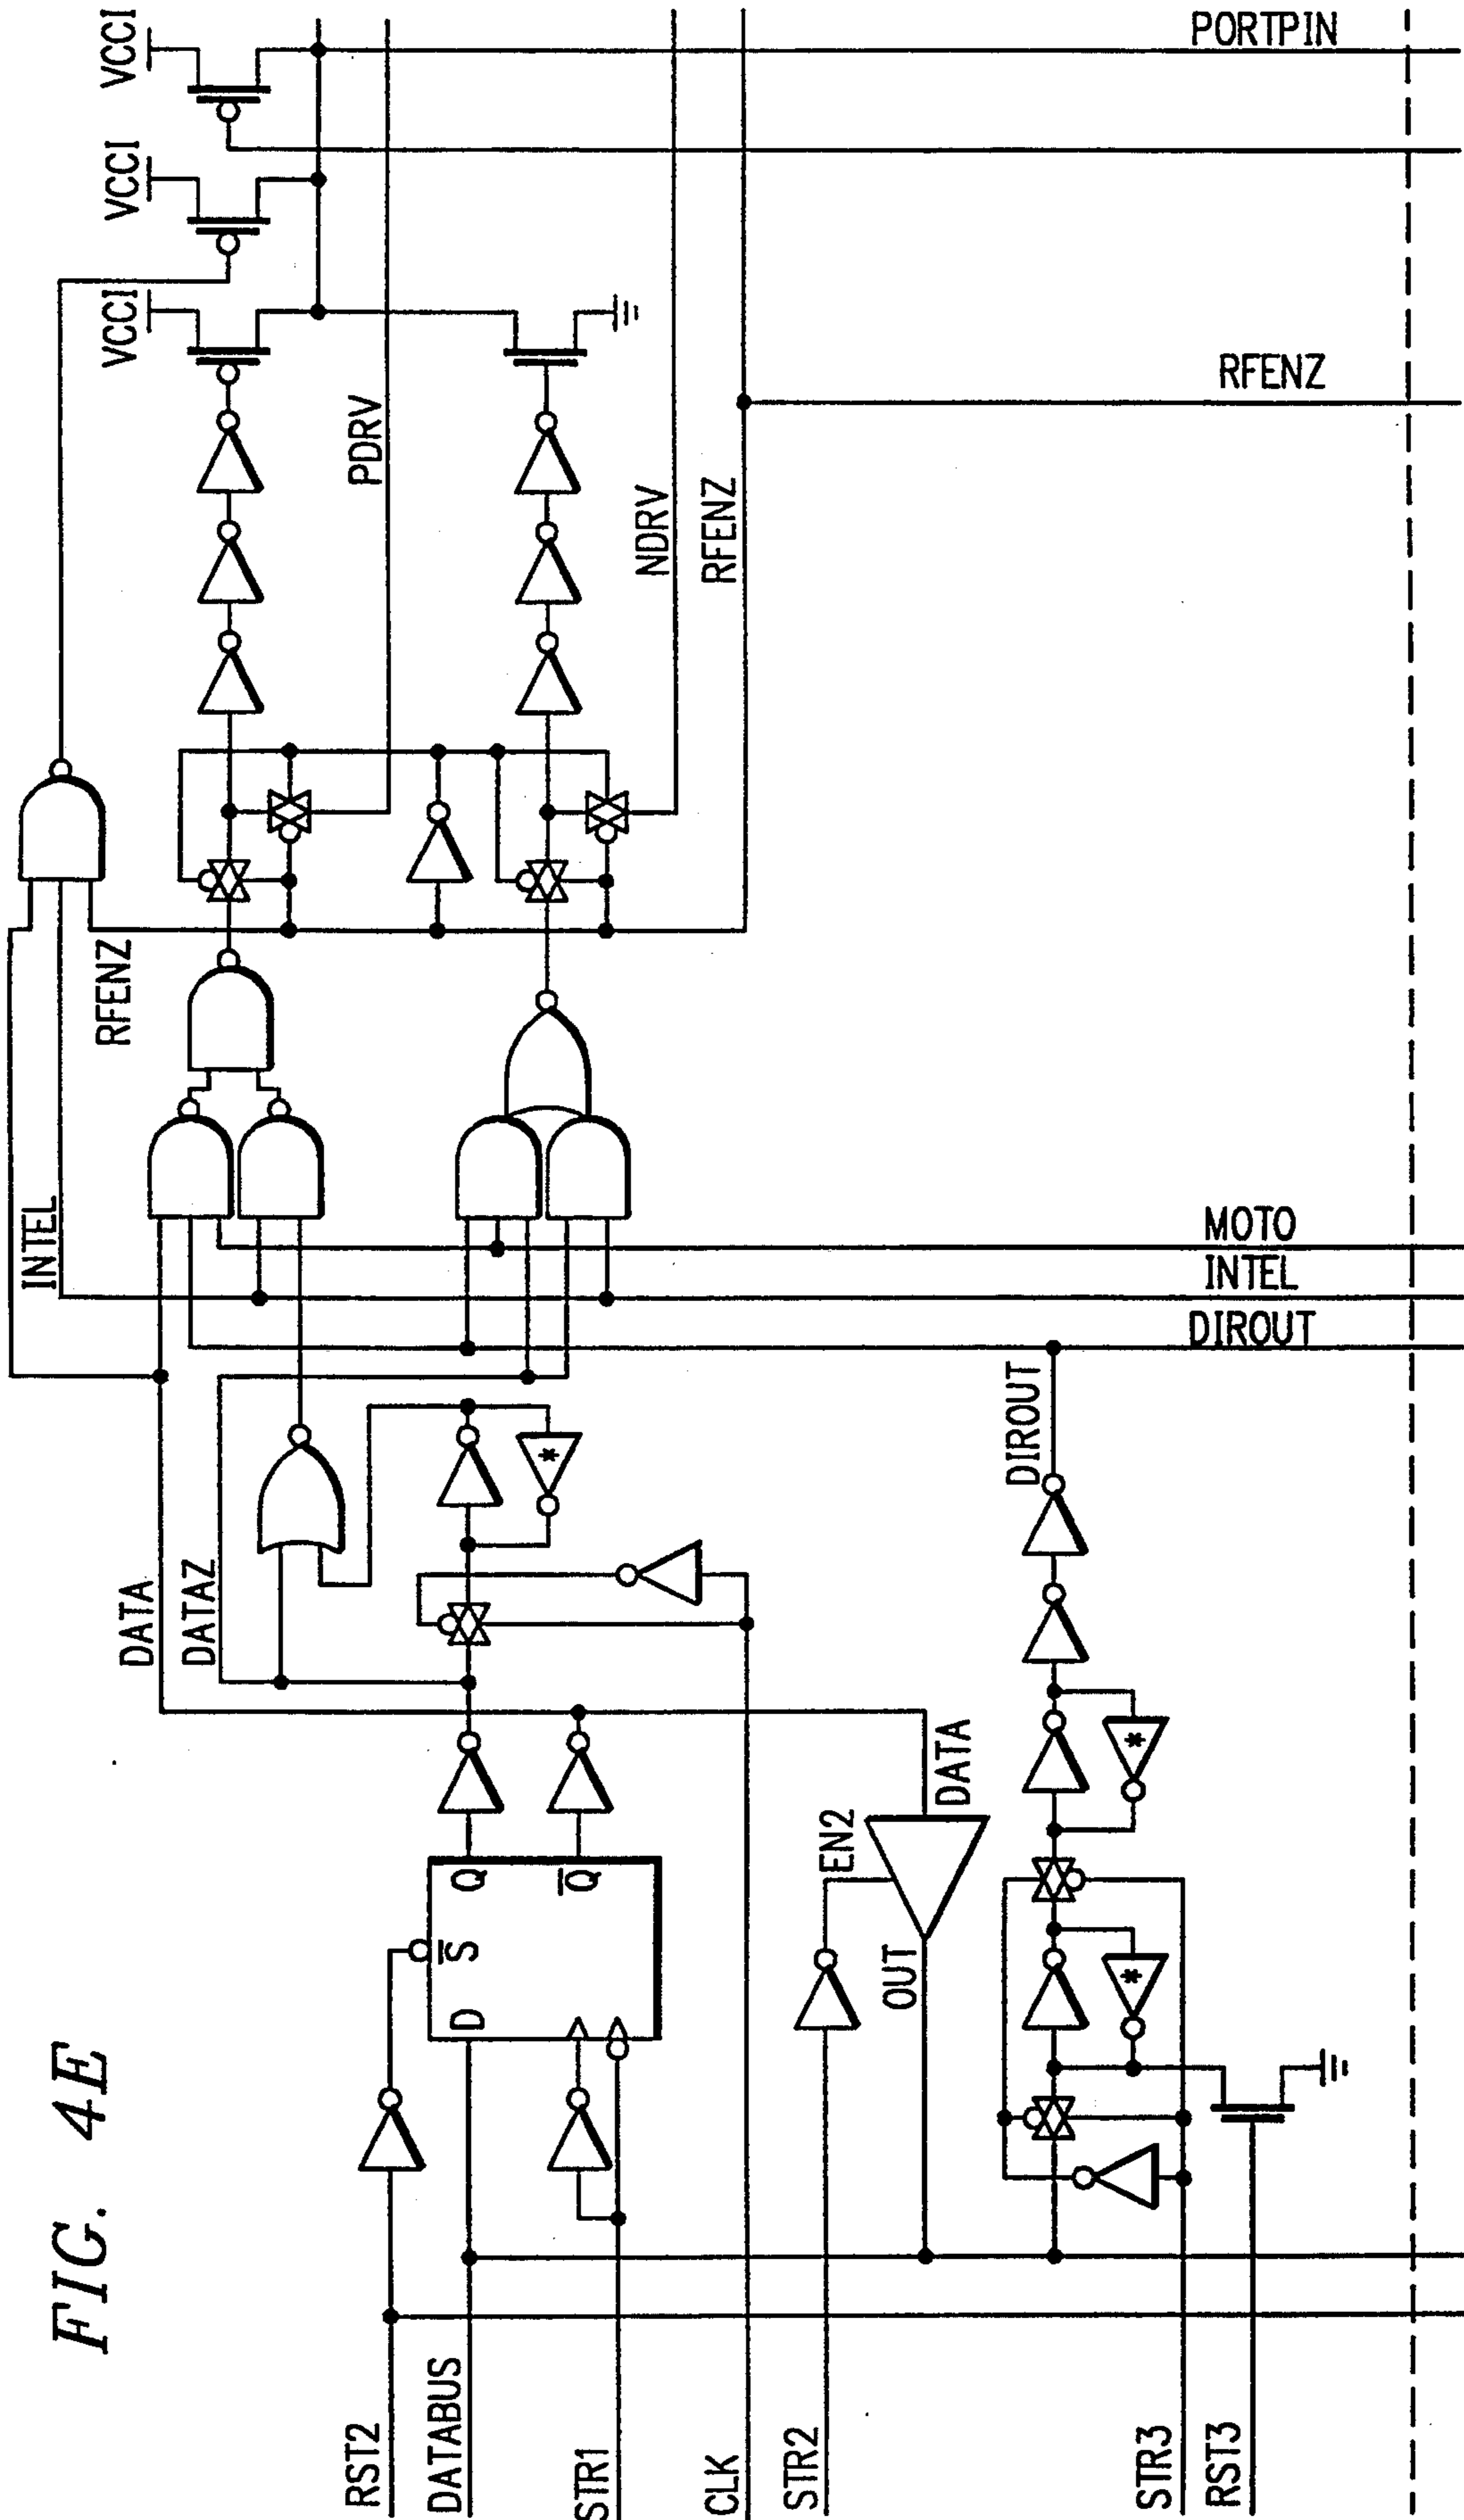 FIG. 4E
RST2
DATABUS
STR1
CLK
STR2
STR3
RST3
D
S
Q
Q
EN2
DATA
OUT
DATA
DATAZ
DIROUT
DIROUT
INTEL
MOTO
INTEL
RFENZ
*
*
*
PDRV
NDRV
RFENZ
RFENZ
VCCI
VCCI
VCCI
PORTPIN